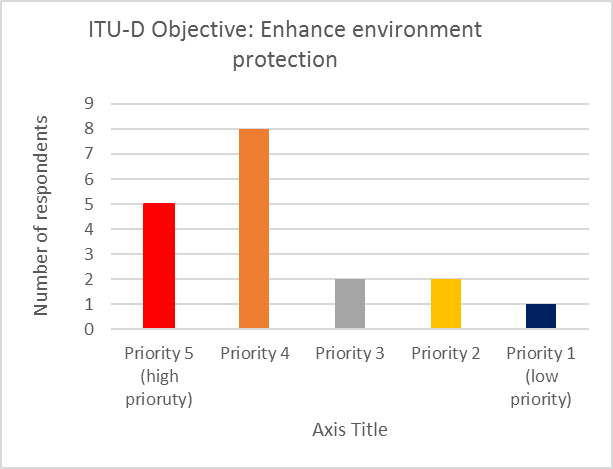 ITU-D Objective: Enhance environment
protection
Number of respondents
9
8
7
6
5
4
3
2
1
0
Priority 5
(high
prioruty)
Priority 4
Priority 3
Priority 2
Priority 1
(low
priority)
Axis Title